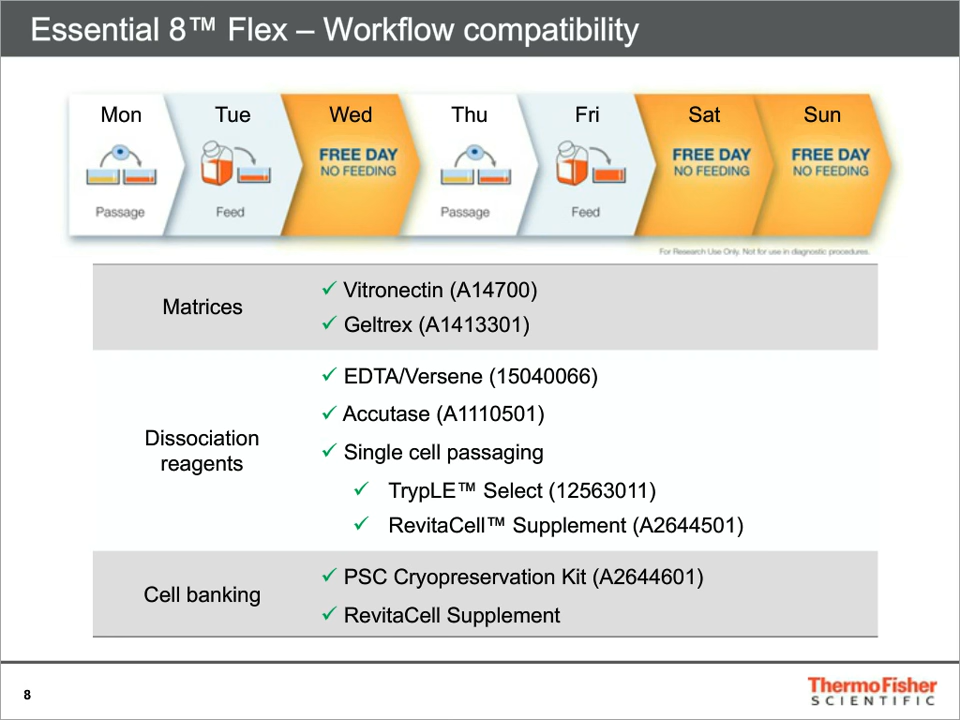 Essential 8™ Flex – Workflow compatibility
Mon Tue Wed Thu Fri Sat Sun
FREE DAY FREE DAY FREE DAY
NO FEEDING NO FEEDING NO FEEDING
Passage Feed Passage Feed
For Research Use Only. Not for use in diagnostic procedures.
Matrices
✓ Vitronectin (A14700)
✓ Geltrex (A1413301)
Dissociation
reagents
✓ EDTA/Versene (15040066)
✓ Accutase (A1110501)
✓ Single cell passaging
✓ TrypLE™ Select (12563011)
✓ RevitaCell™ Supplement (A2644501)
Cell banking
✓ PSC Cryopreservation Kit (A2644601)
✓ RevitaCell Supplement
8
ThermoFisher
SCIENTIFIC